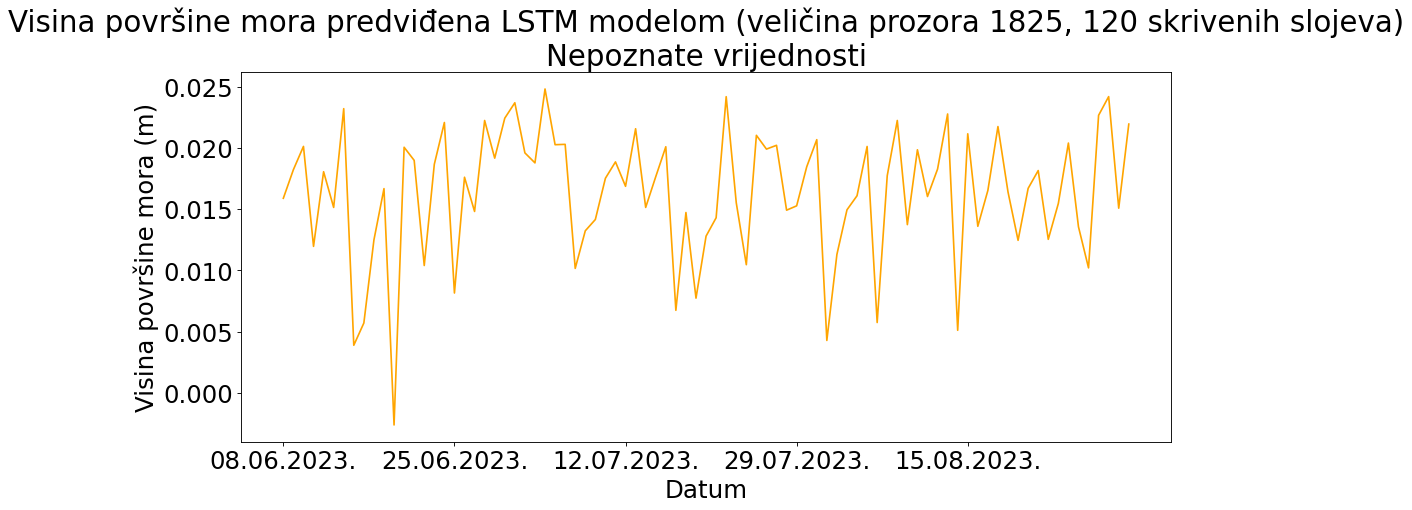 Visina površine mora predviđena LSTM modelom (veličina prozora 1825, 120 skrivenih slojeva)
Nepoznate vrijednosti
Visina površine mora (m)
0.025
0.020
0.015
0.010
0.005
0.000
08.06.2023. 25.06.2023. 12.07.2023. 29.07.2023. 15.08.2023.
Datum